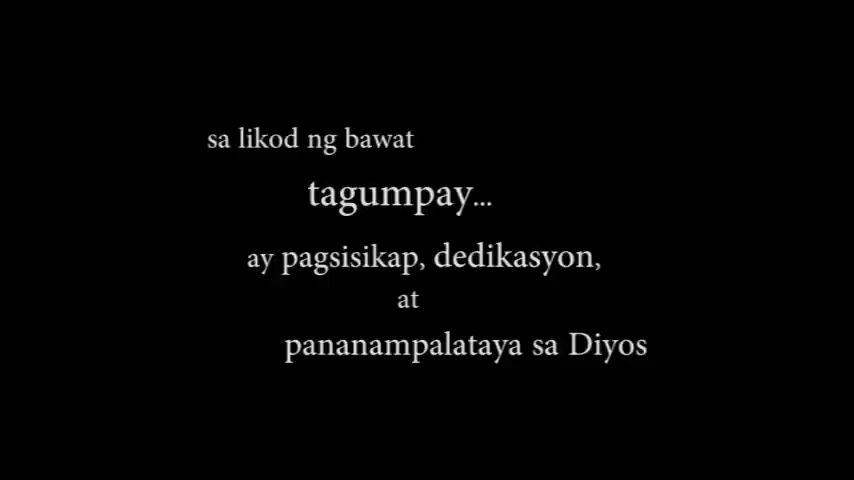 sa likod ng bawat
tagumpay...
ay pagsisikap, dedikasyon,
at
pananampalataya sa Diyos